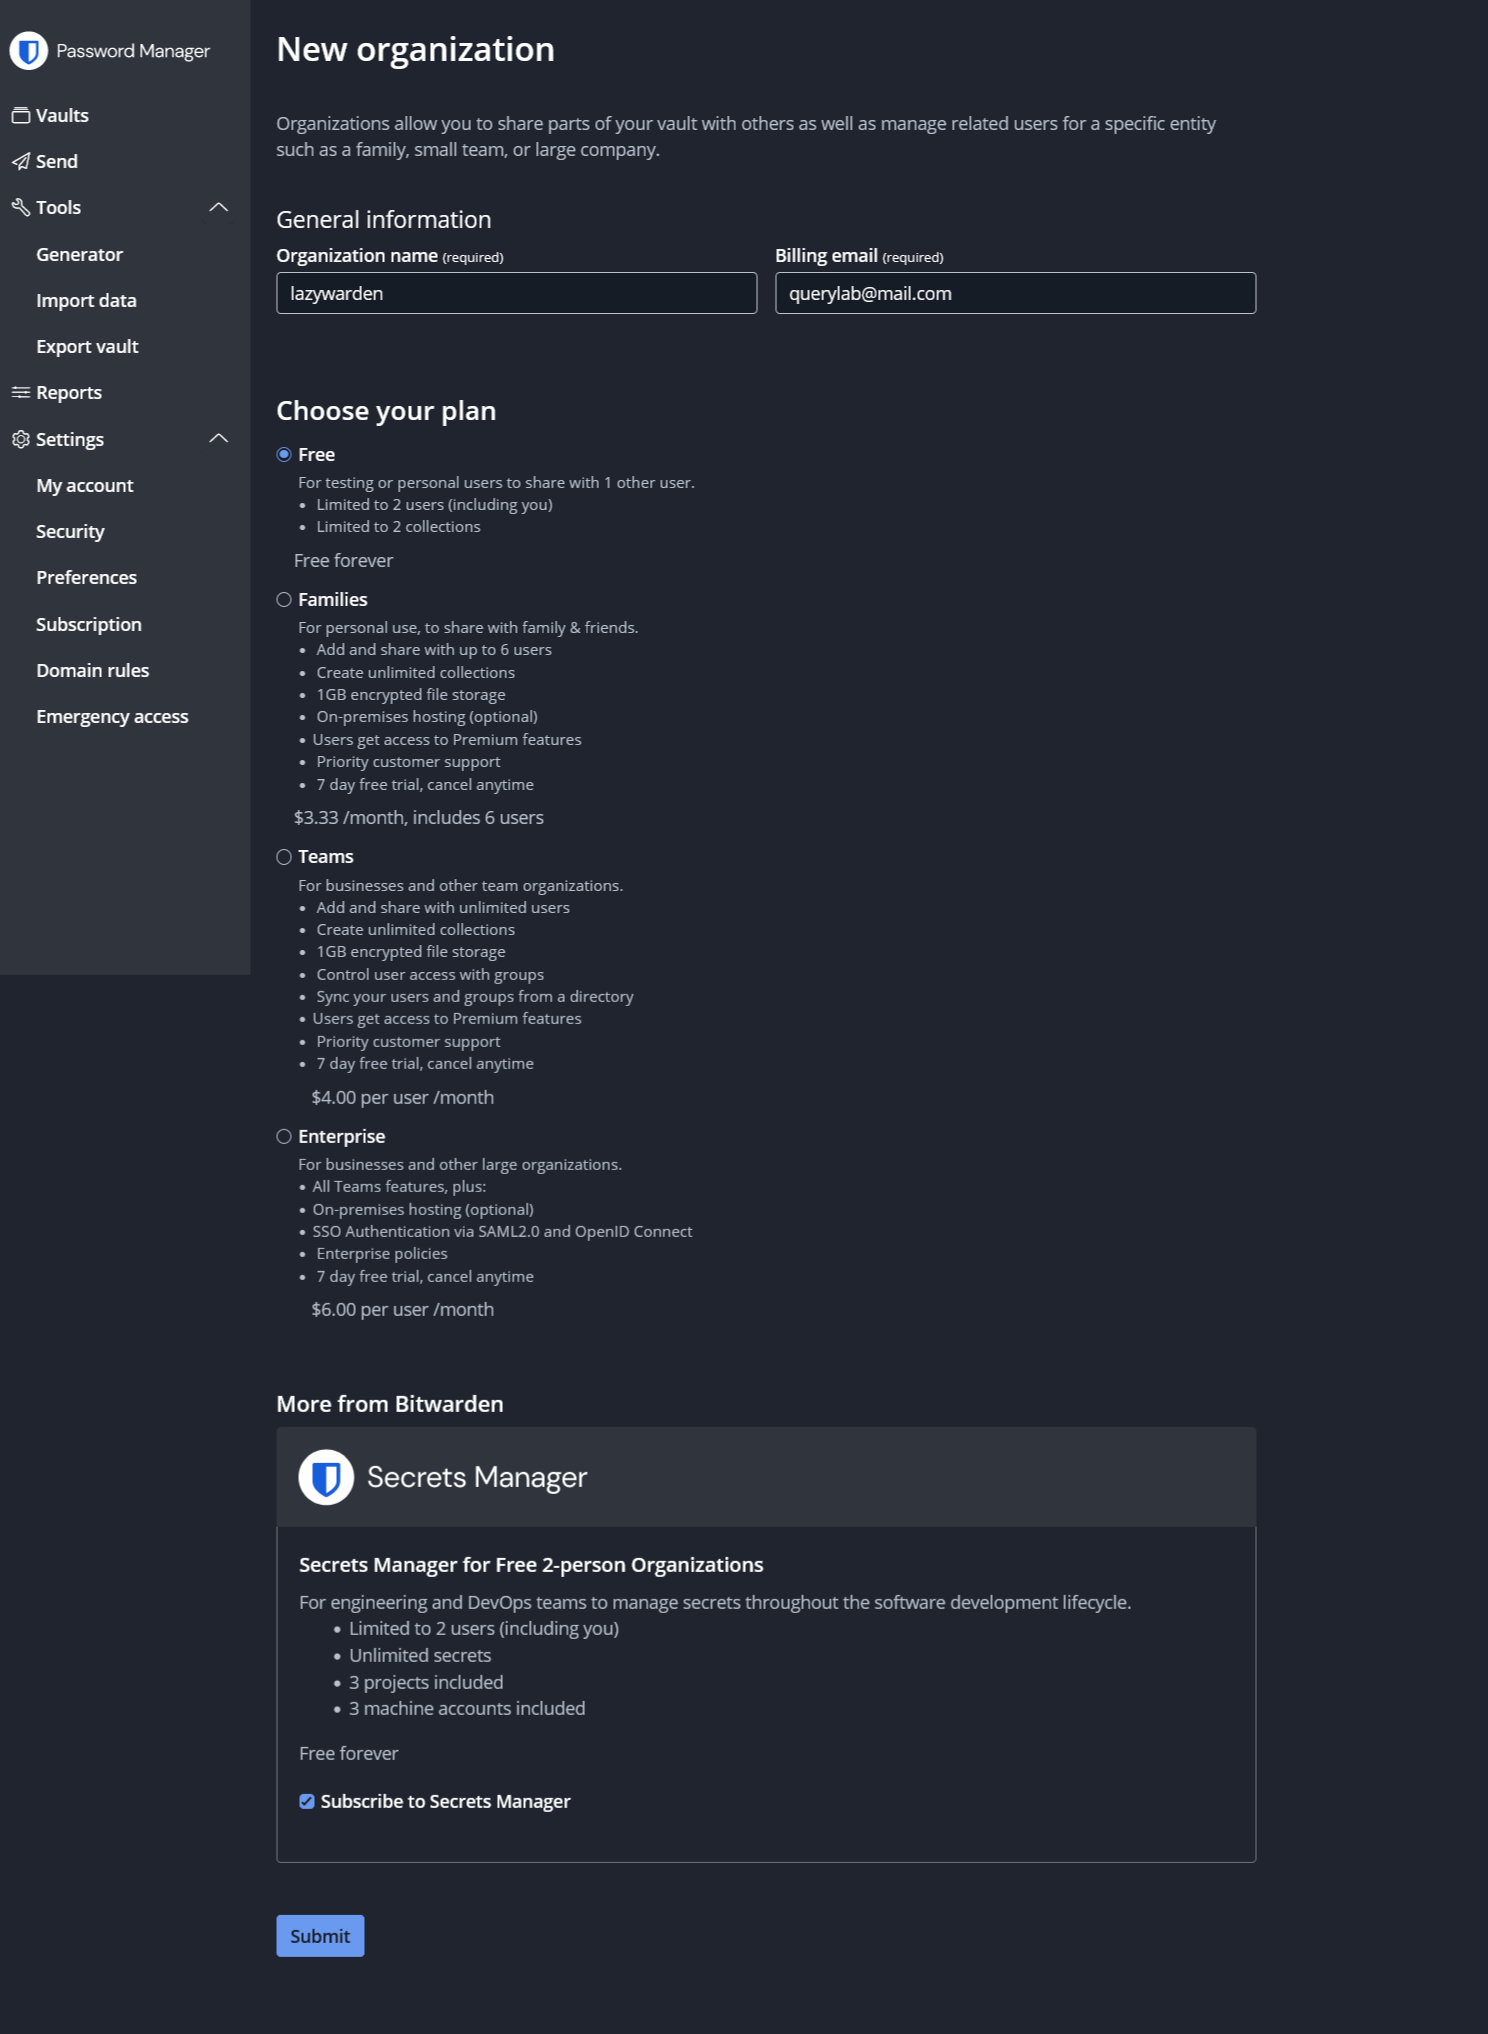 Password Manager
Vaults
Send
Tools
Generator
Import data
Export vault
Reports
Settings
My account
Security
Preferences
Subscription
Domain rules
Emergency access
New organization
Organizations allow you to share parts of your vault with others as well as manage related users for a specific entity
such as a family, small team, or large company.
General information
Organization name (required)
lazywarden
Billing email (required)
querylab@mail.com
Choose your plan
Free
For testing or personal users to share with 1 other user.
• Limited to 2 users (including you)
• Limited to 2 collections
Free forever
Families
For personal use, to share with family & friends.
• Add and share with up to 6 users
• Create unlimited collections
• 1GB encrypted file storage
• On-premises hosting (optional)
• Users get access to Premium features
• Priority customer support
• 7 day free trial, cancel anytime
$3.33 /month, includes 6 users
Teams
For businesses and other team organizations.
• Add and share with unlimited users
• Create unlimited collections
• 1GB encrypted file storage
• Control user access with groups
• Sync your users and groups from a directory
• Users get access to Premium features
• Priority customer support
• 7 day free trial, cancel anytime
$4.00 per user /month
Enterprise
For businesses and other large organizations.
• All Teams features, plus:
• On-premises hosting (optional)
• SSO Authentication via SAML2.0 and OpenID Connect
• Enterprise policies
• 7 day free trial, cancel anytime
$6.00 per user /month
More from Bitwarden
Secrets Manager
Secrets Manager for Free 2-person Organizations
For engineering and DevOps teams to manage secrets throughout the software development lifecycle.
• Limited to 2 users (including you)
• Unlimited secrets
• 3 projects included
• 3 machine accounts included
Free forever
Subscribe to Secrets Manager
Submit